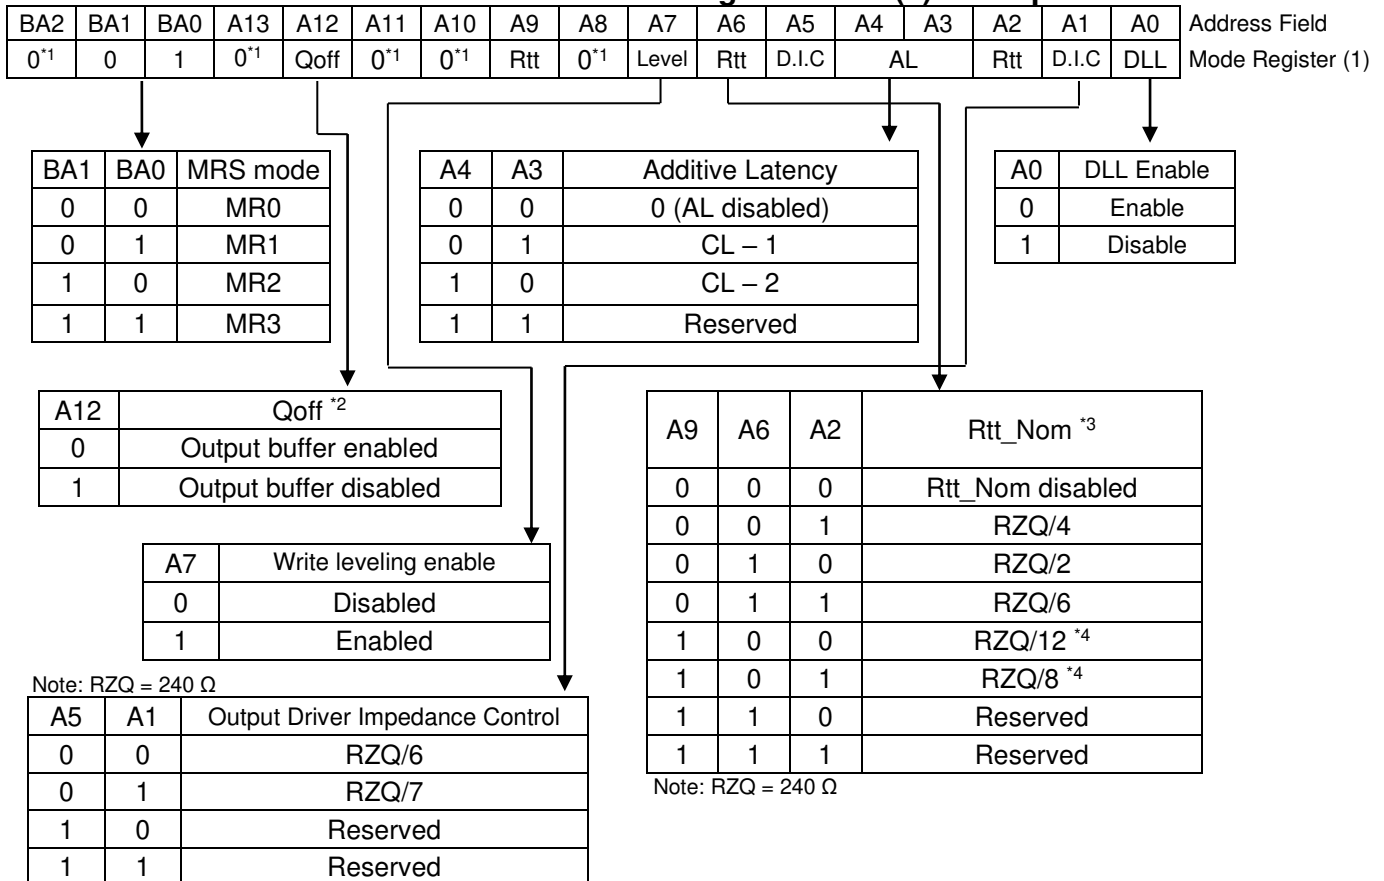 BA2 BA1 BA0 A13 A12 A11 A10 A9 A8 A7 A6 A5 A4 A3 A2 A1 A0 Address Field
0*1 0 1 0*1 Qoff 0*1 0*1 Rtt 0*1 Level Rtt D.I.C AL Rtt D.I.C DLL Mode Register (1)
BA1 BA0 MRS mode
0 0 MR0
0 1 MR1
1 0 MR2
1 1 MR3
A4 A3 Additive Latency
0 0 0 (AL disabled)
0 1 CL – 1
1 0 CL – 2
1 1 Reserved
A0 DLL Enable
0 Enable
1 Disable
A12 Qoff *2
0 Output buffer enabled
1 Output buffer disabled
A7 Write leveling enable
0 Disabled
1 Enabled
A9 A6 A2 Rtt_Nom *3
0 0 0 Rtt_Nom disabled
0 0 1 RZQ/4
0 1 0 RZQ/2
0 1 1 RZQ/6
1 0 0 RZQ/12 *4
1 0 1 RZQ/8 *4
1 1 0 Reserved
1 1 1 Reserved
Note: RZQ = 240 Ω
Note: RZQ = 240 Ω
A5 A1 Output Driver Impedance Control
0 0 RZQ/6
0 1 RZQ/7
1 0 Reserved
1 1 Reserved